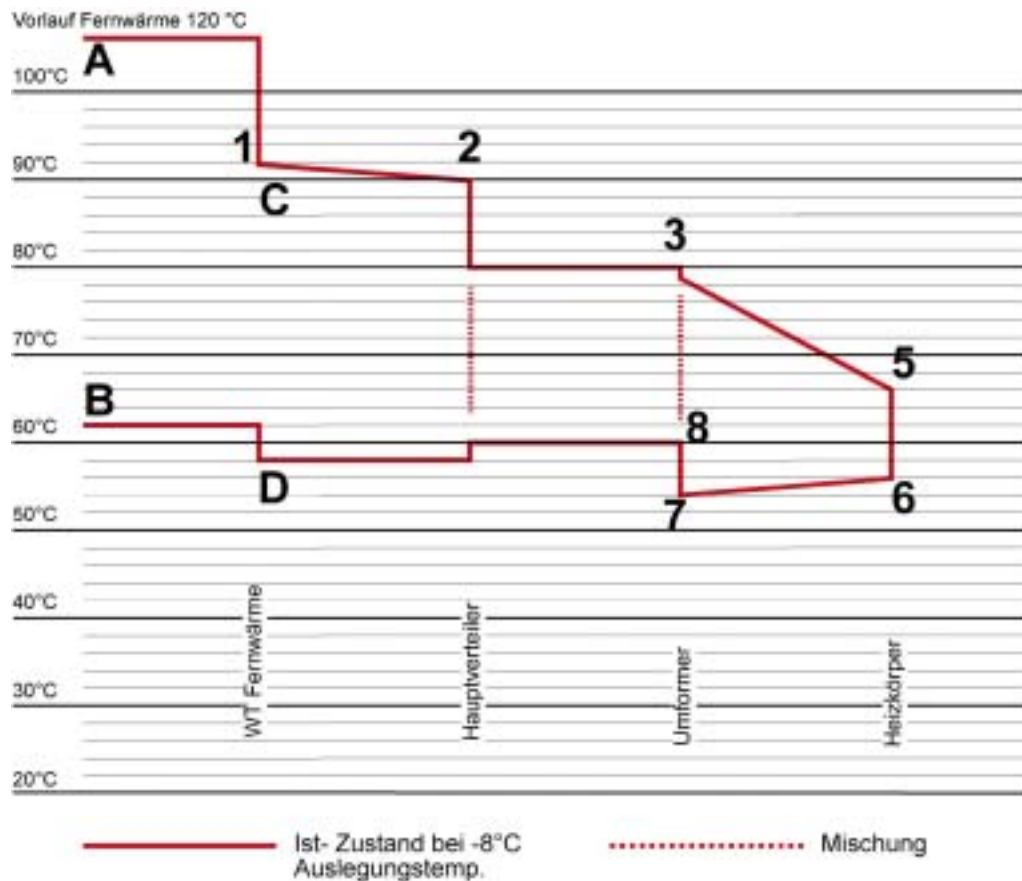 Vorlauf Fernwärme 120 °C
A
100°C
1
2
90°C
C
3
80°C
70°C
5
B
60°C
8
D
6
7
50°C
40°C
30°C
20°C
WT Fernwärme
Hauptverteiler
Umformer
Heizkörper
Ist- Zustand bei -8°C
Auslegungstemp.
Mischung